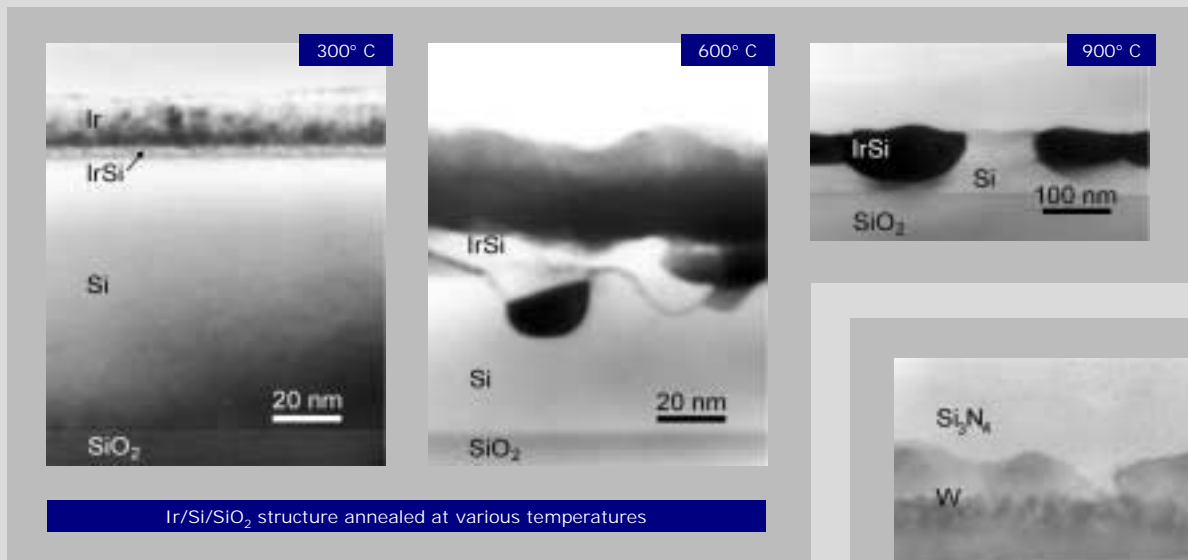 300° C
Ir
IrSi
Si
20 nm
SiO₂
600° C
IrSi
Si
20 nm
SiO₂
900° C
IrSi
Si
100 nm
SiO₂
Ir/Si/SiO₂ structure annealed at various temperatures
Si₃N₄
W